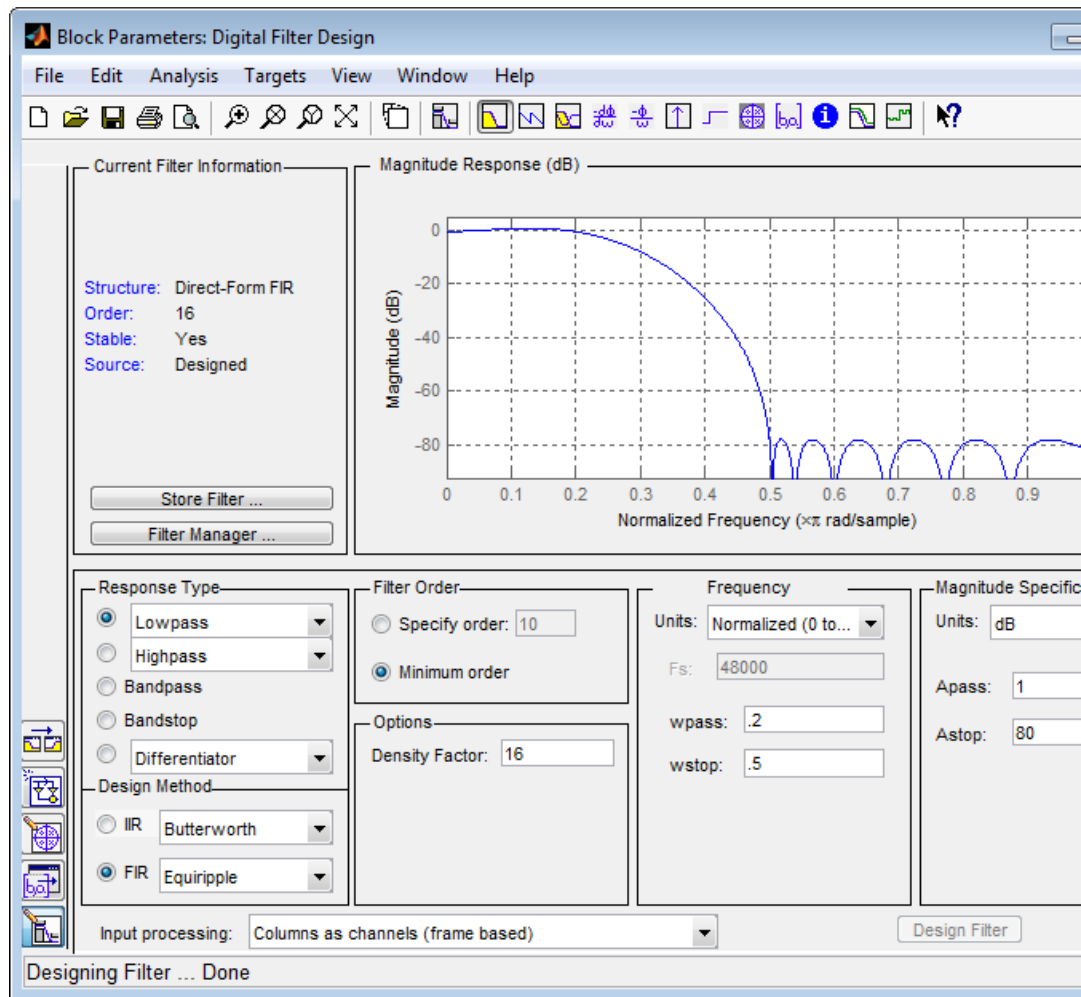 Block Parameters: Digital Filter Design
File Edit Analysis Targets View Window Help
Current Filter Information
Structure: Direct-Form FIR
Order: 16
Stable: Yes
Source: Designed
Store Filter ...
Filter Manager ...
Magnitude Response (dB)
Magnitude (dB)
0
-20
-40
-60
-80
0 0.1 0.2 0.3 0.4 0.5 0.6 0.7 0.8 0.9
Normalized Frequency (×π rad/sample)
Response Type
Lowpass
Highpass
Bandpass
Bandstop
Differentiator
Design Method
IIR Butterworth
FIR Equiripple
Filter Order
Specify order: 10
Minimum order
Options
Density Factor: 16
Frequency
Units: Normalized (0 to...
Fs: 48000
wpass: .2
wstop: .5
Magnitude Specific
Units: dB
Apass: 1
Astop: 80
Input processing: Columns as channels (frame based)
Design Filter
Designing Filter ... Done